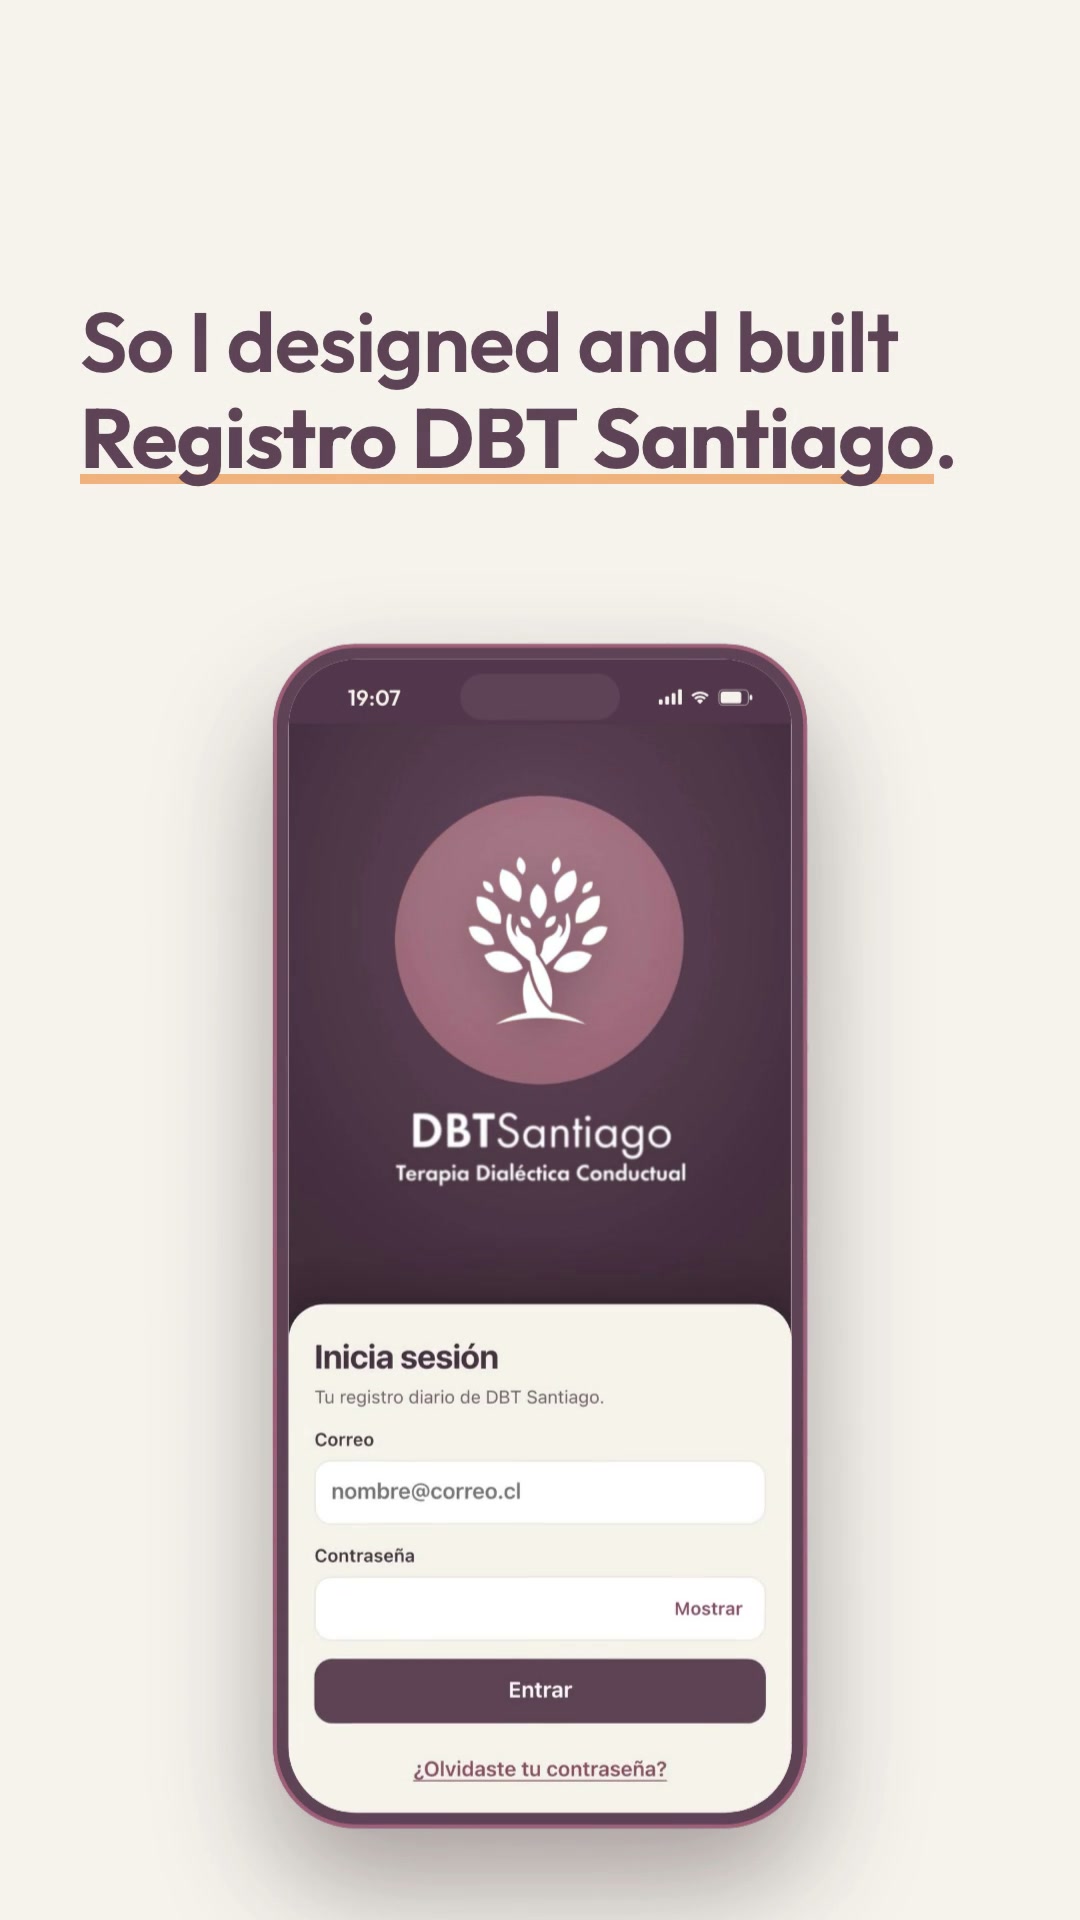 So I designed and built
Registro DBT Santiago.
19:07
DBTSantiago
Terapia Dialéctica Conductual
Inicia sesión
Tu registro diario de DBT Santiago.
Correo
nombre@correo.cl
Contraseña
Mostrar
Entrar
¿Olvidaste tu contraseña?